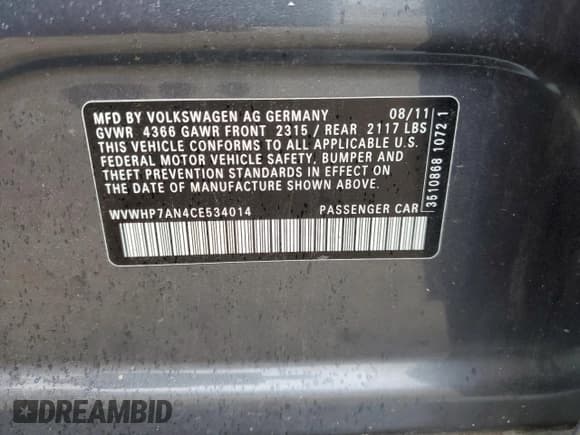 MFD BY VOLKSWAGEN AG GERMANY 08/11
GVWR 4366 GAWR FRONT 2315 / REAR 2117 LBS
THIS VEHICLE CONFORMS TO ALL APPLICABLE U.S.
FEDERAL MOTOR VEHICLE SAFETY, BUMPER AND
THEFT PREVENTION STANDARDS IN EFFECT ON
THE DATE OF MANUFACTURE SHOWN ABOVE.
WVWHP7AN4CE534014 PASSENGER CAR
3510868 1072 1
DREAMBID